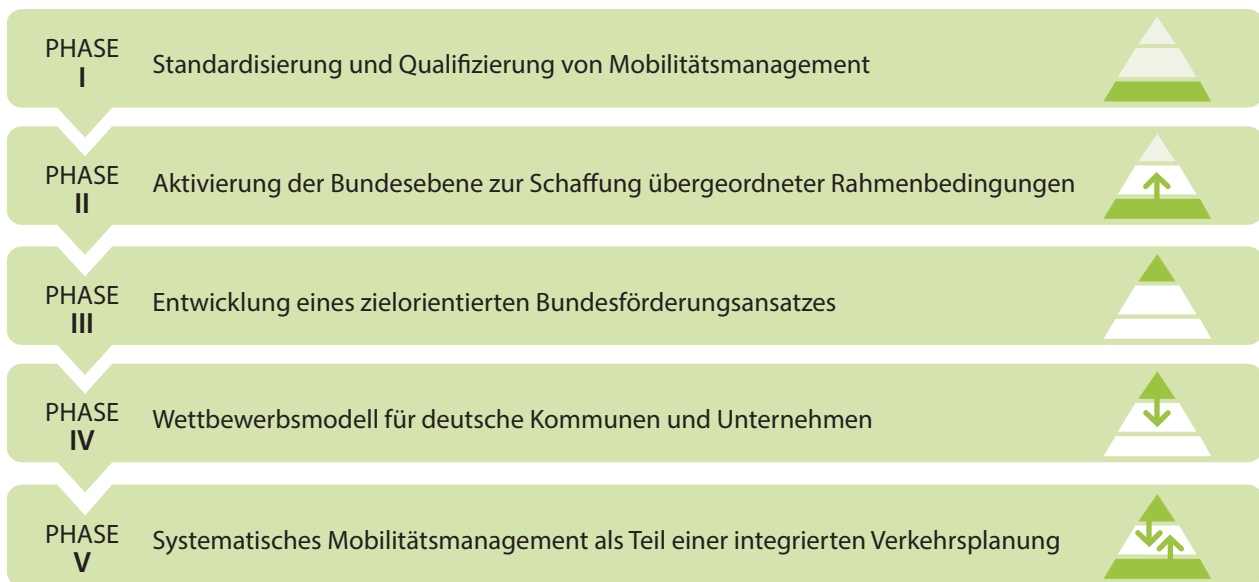 PHASE
I
Standardisierung und Qualifizierung von Mobilitätsmanagement
PHASE
II
Aktivierung der Bundesebene zur Schaffung übergeordneter Rahmenbedingungen
PHASE
III
Entwicklung eines zielorientierten Bundesförderungsansatzes
PHASE
IV
Wettbewerbsmodell für deutsche Kommunen und Unternehmen
PHASE
V
Systematisches Mobilitätsmanagement als Teil einer integrierten Verkehrsplanung